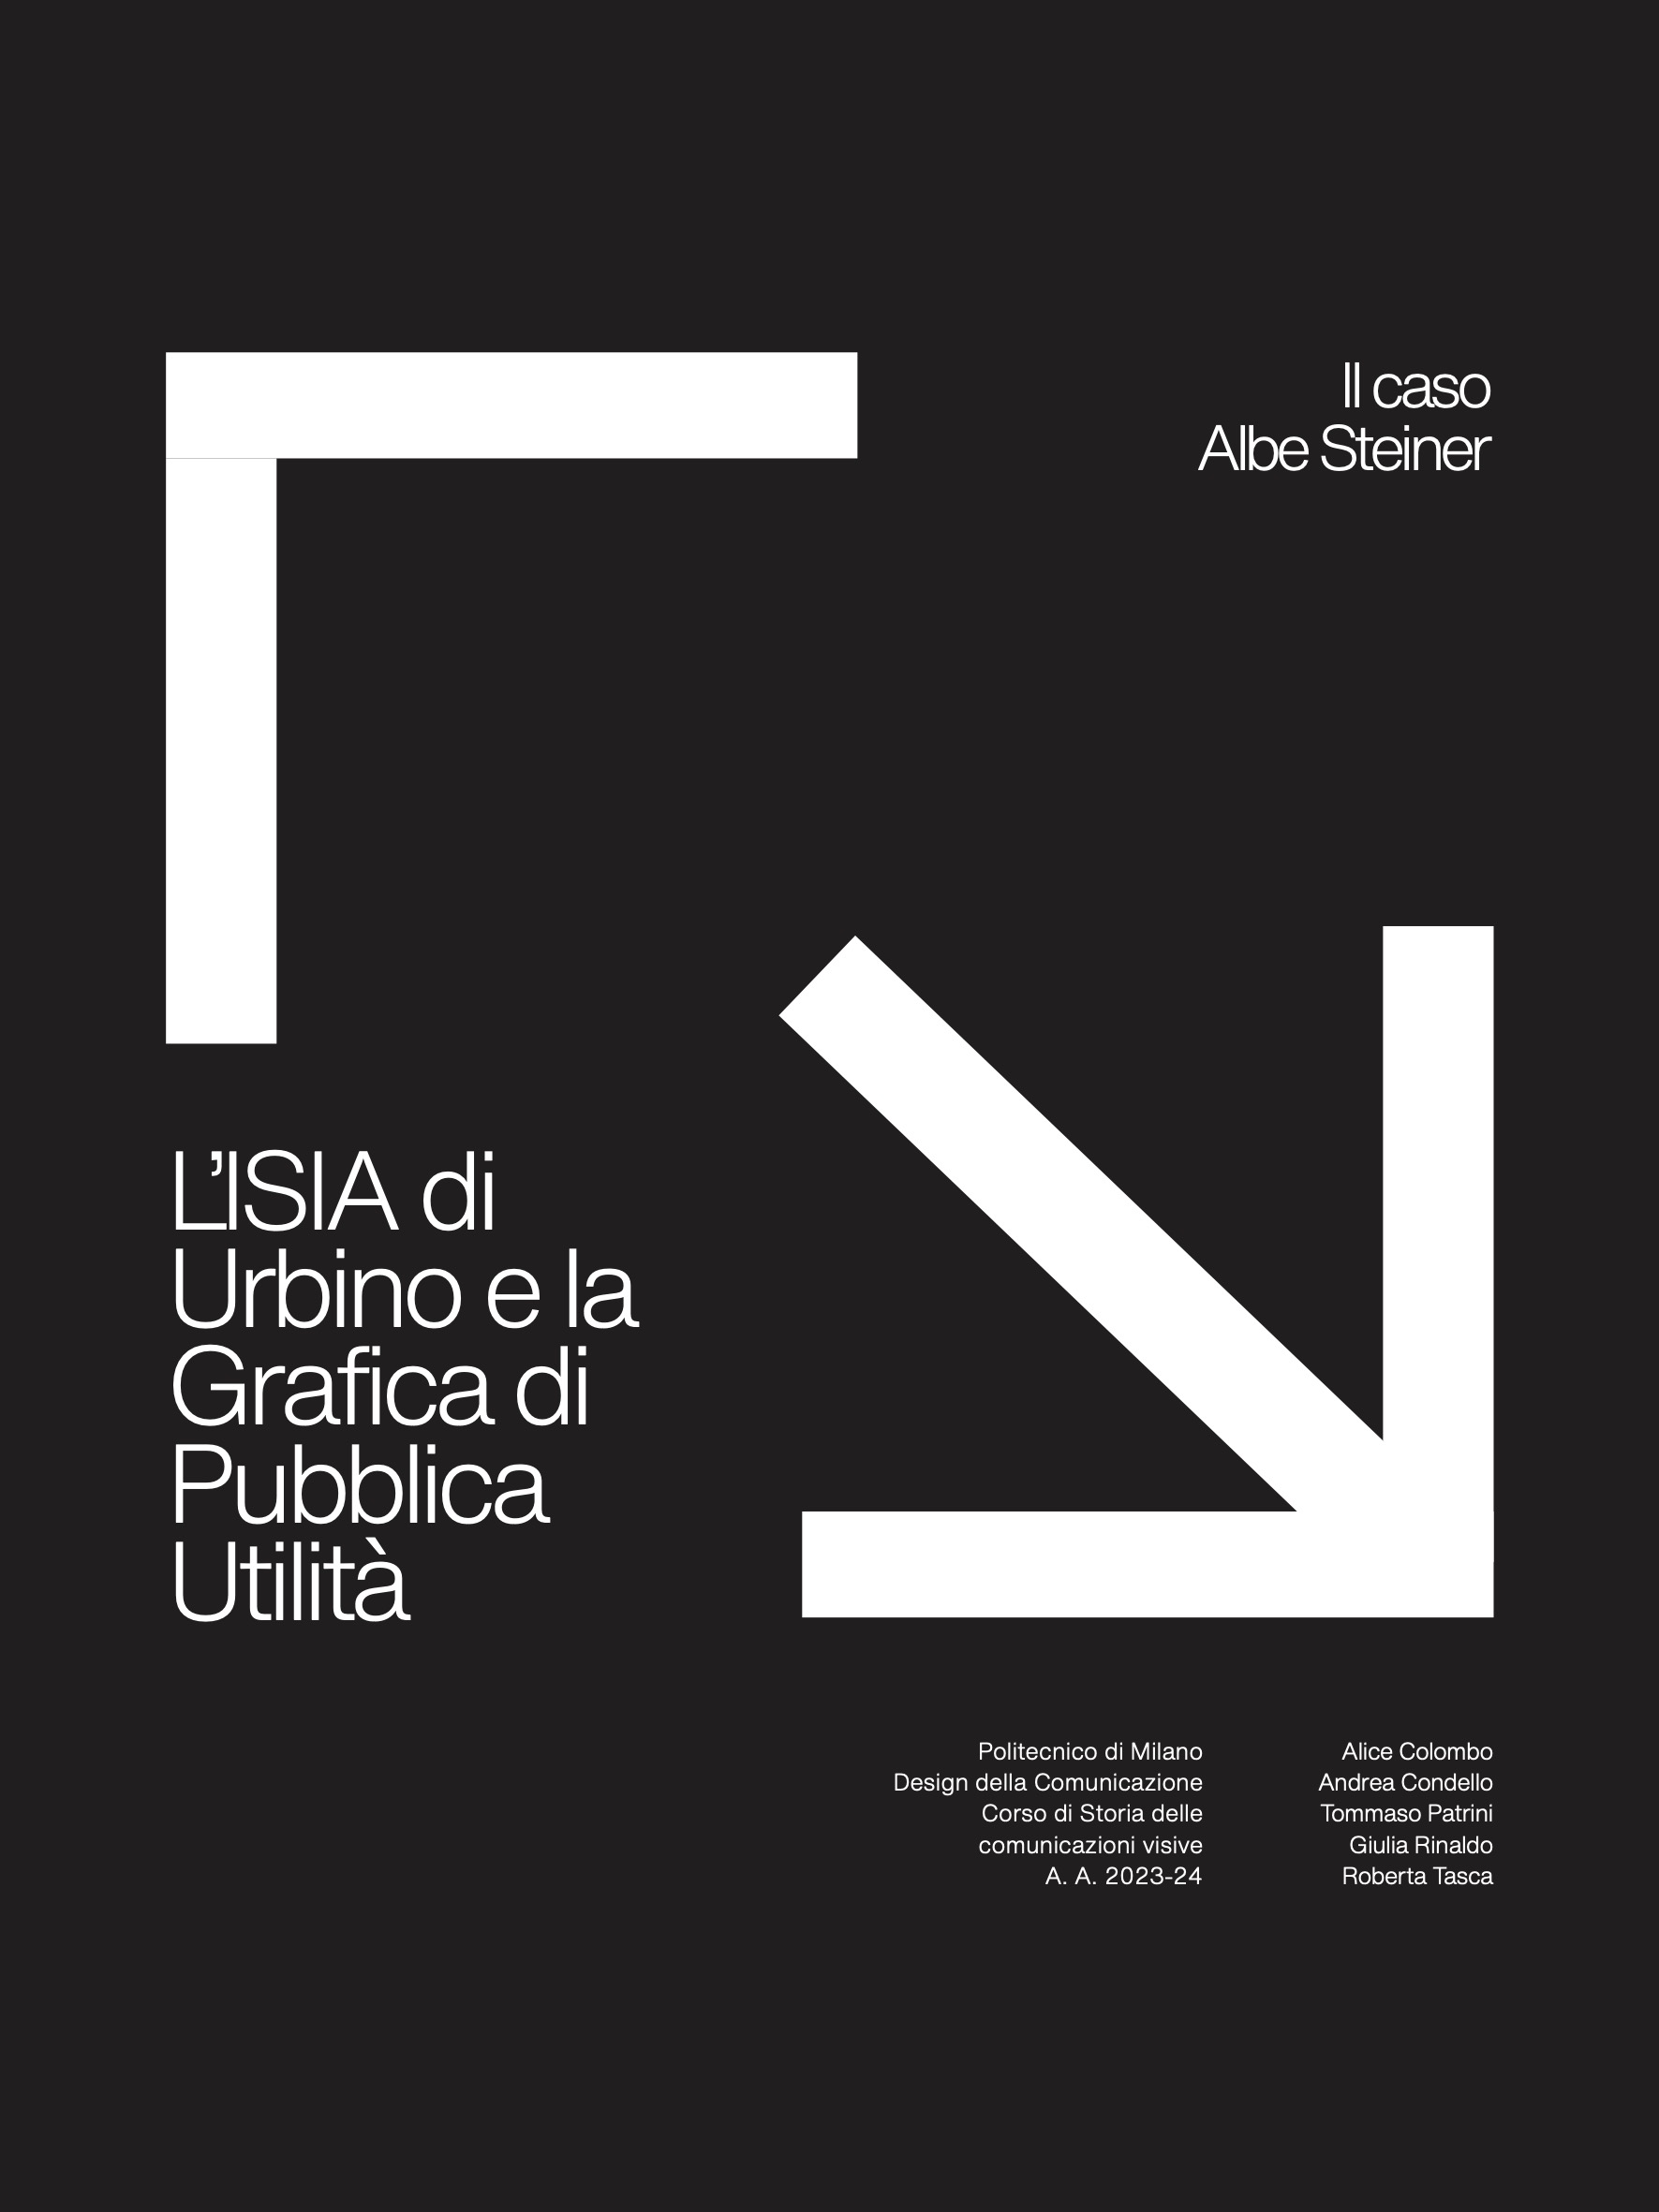 Il caso
Albe Steiner
L’ISIA di
Urbino e la
Grafica di
Pubblica
Utilità
Politecnico di Milano
Design della Comunicazione
Corso di Storia delle
comunicazioni visive
A. A. 2023-24
Alice Colombo
Andrea Condello
Tommaso Patrini
Giulia Rinaldo
Roberta Tasca